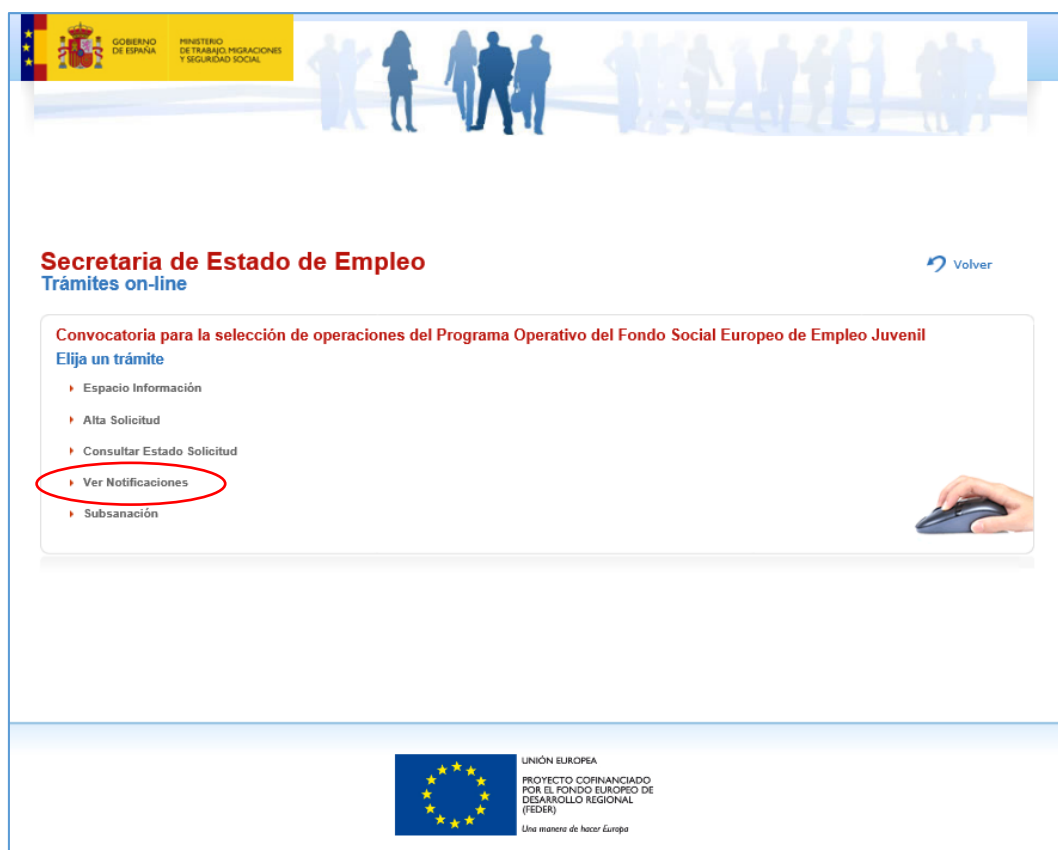 GOBIERNO
DE ESPAÑA
MINISTERIO
DE TRABAJO, MIGRACIONES
Y SEGURIDAD SOCIAL
Secretaria de Estado de Empleo
Trámites on-line
Volver
Convocatoria para la selección de operaciones del Programa Operativo del Fondo Social Europeo de Empleo Juvenil
Elija un trámite
Espacio Información
Alta Solicitud
Consultar Estado Solicitud
Ver Notificaciones
Subsanación
UNIÓN EUROPEA
PROYECTO COFINANCIADO
POR EL FONDO EUROPEO DE
DESARROLLO REGIONAL
(FEDER)
Una manera de hacer Europa